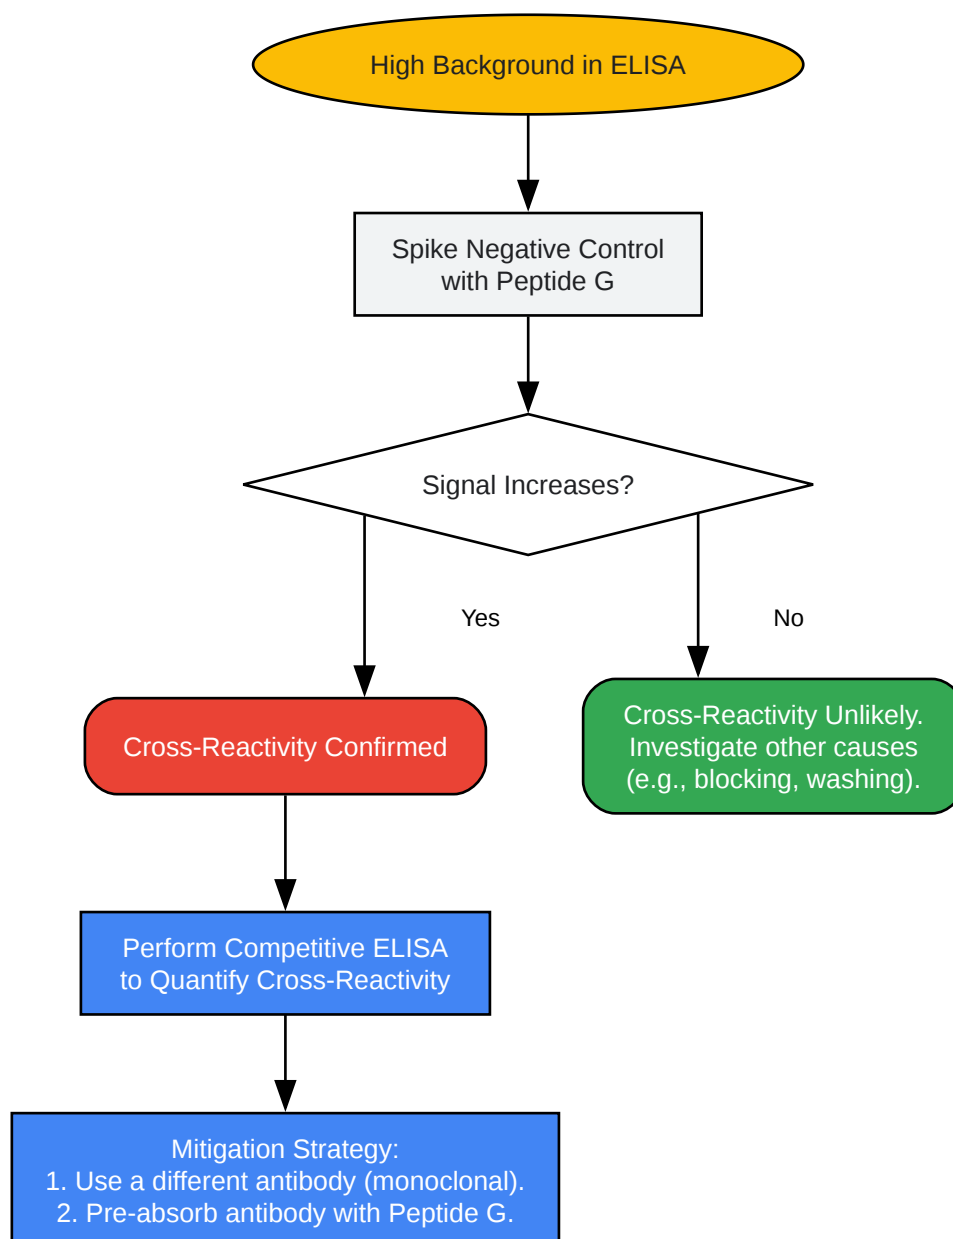 High Background in ELISA
Spike Negative Control
with Peptide G
Signal Increases?
Yes
No
Cross-Reactivity Confirmed
Cross-Reactivity Unlikely.
Investigate other causes
(e.g., blocking, washing).
Perform Competitive ELISA
to Quantify Cross-Reactivity
Mitigation Strategy:
1. Use a different antibody (monoclonal).
2. Pre-absorb antibody with Peptide G.